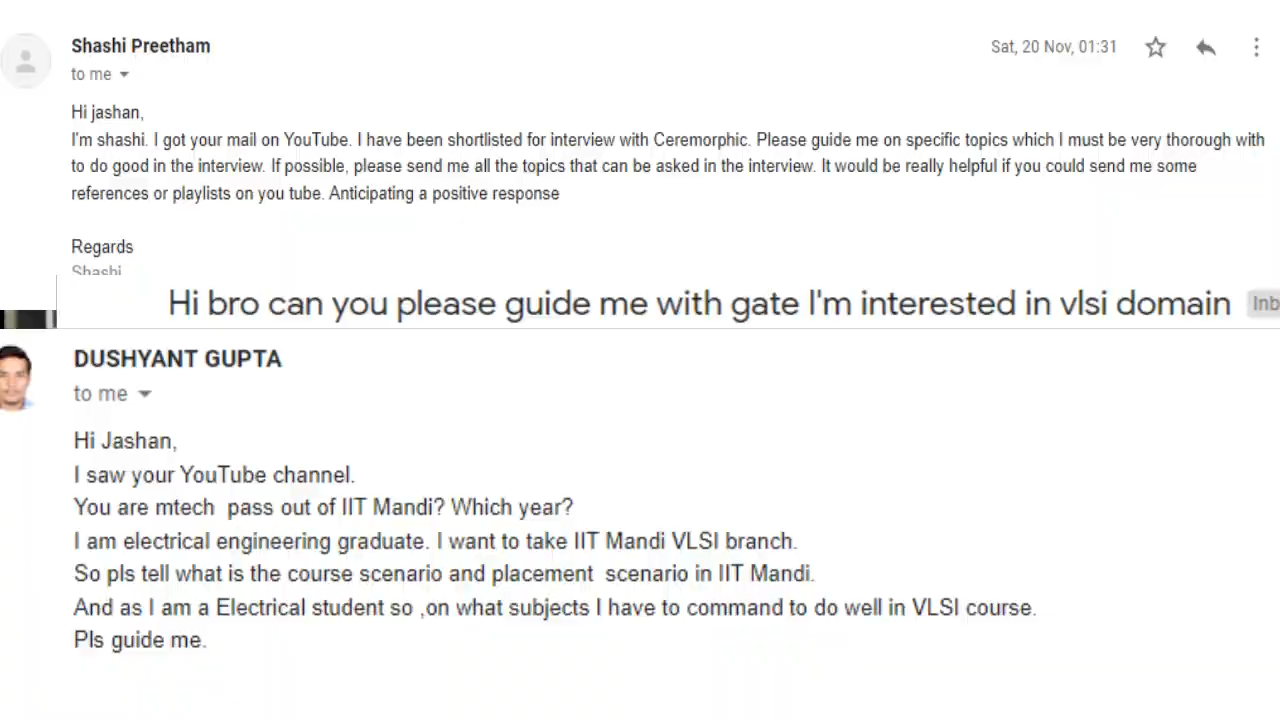 Shashi Preetham
Sat, 20 Nov, 01:31
to me
Hi jashan,
I'm shashi. I got your mail on YouTube. I have been shortlisted for interview with Ceremorphic. Please guide me on specific topics which I must be very thorough with
to do good in the interview. If possible, please send me all the topics that can be asked in the interview. It would be really helpful if you could send me some
references or playlists on you tube. Anticipating a positive response
Regards
Shashi
Hi bro can you please guide me with gate I'm interested in vlsi domain Inb
DUSHYANT GUPTA
to me
Hi Jashan,
I saw your YouTube channel.
You are mtech pass out of IIT Mandi? Which year?
I am electrical engineering graduate. I want to take IIT Mandi VLSI branch.
So pls tell what is the course scenario and placement scenario in IIT Mandi.
And as I am a Electrical student so ,on what subjects I have to command to do well in VLSI course.
Pls guide me.